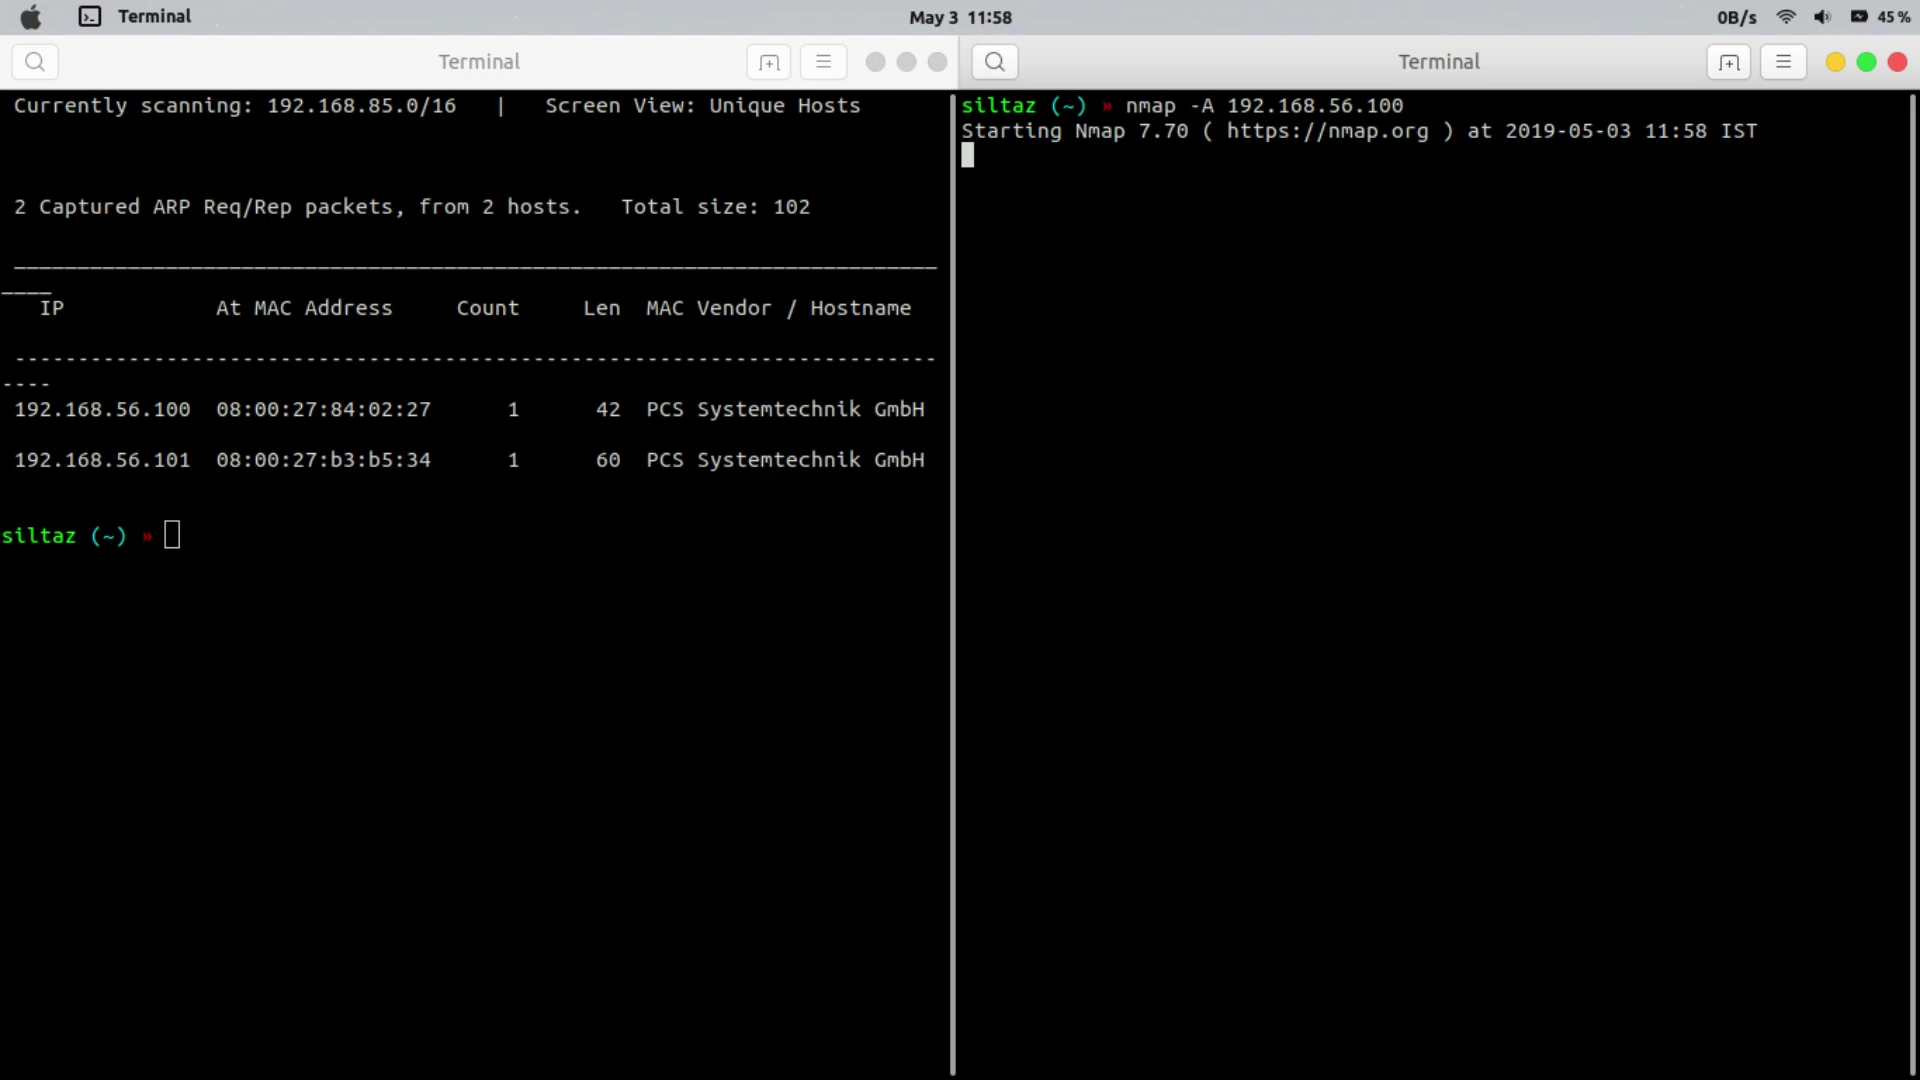 Terminal
May 3 11:58
0B/s
45 %
Terminal
Currently scanning: 192.168.85.0/16 | Screen View: Unique Hosts
2 Captured ARP Req/Rep packets, from 2 hosts. Total size: 102
_____________________________________________________________________________
IP At MAC Address Count Len MAC Vendor / Hostname
-----------------------------------------------------------------------------
192.168.56.100 08:00:27:84:02:27 1 42 PCS Systemtechnik GmbH
192.168.56.101 08:00:27:b3:b5:34 1 60 PCS Systemtechnik GmbH
siltaz (~) »
Terminal
siltaz (~) » nmap -A 192.168.56.100
Starting Nmap 7.70 ( https://nmap.org ) at 2019-05-03 11:58 IST